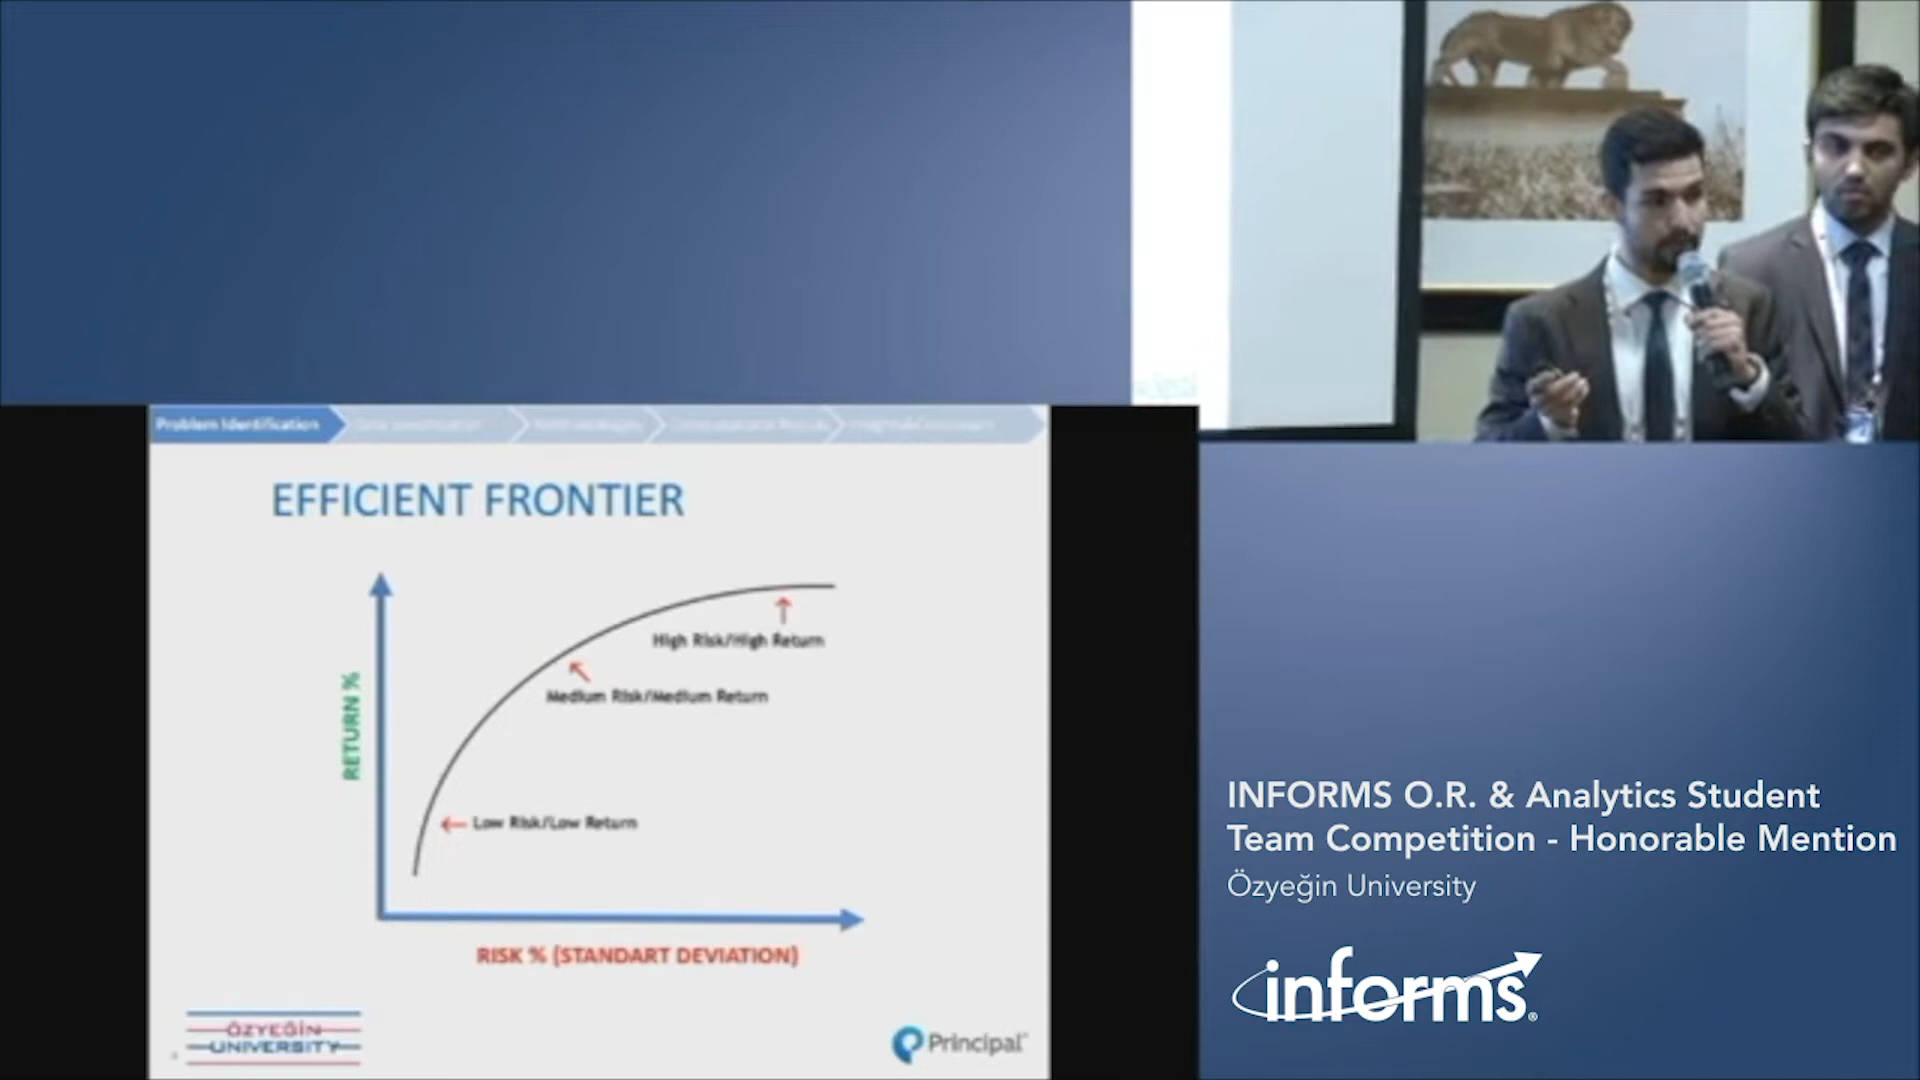 Problem Identification
EFFICIENT FRONTIER
High Risk/High Return
Medium Risk/Medium Return
RETURN %
Low Risk/Low Return
RISK % (STANDART DEVIATION)
ÖZYEĞİN
UNIVERSITY
Principal
INFORMS O.R. & Analytics Student
Team Competition - Honorable Mention
Özyeğin University
informs